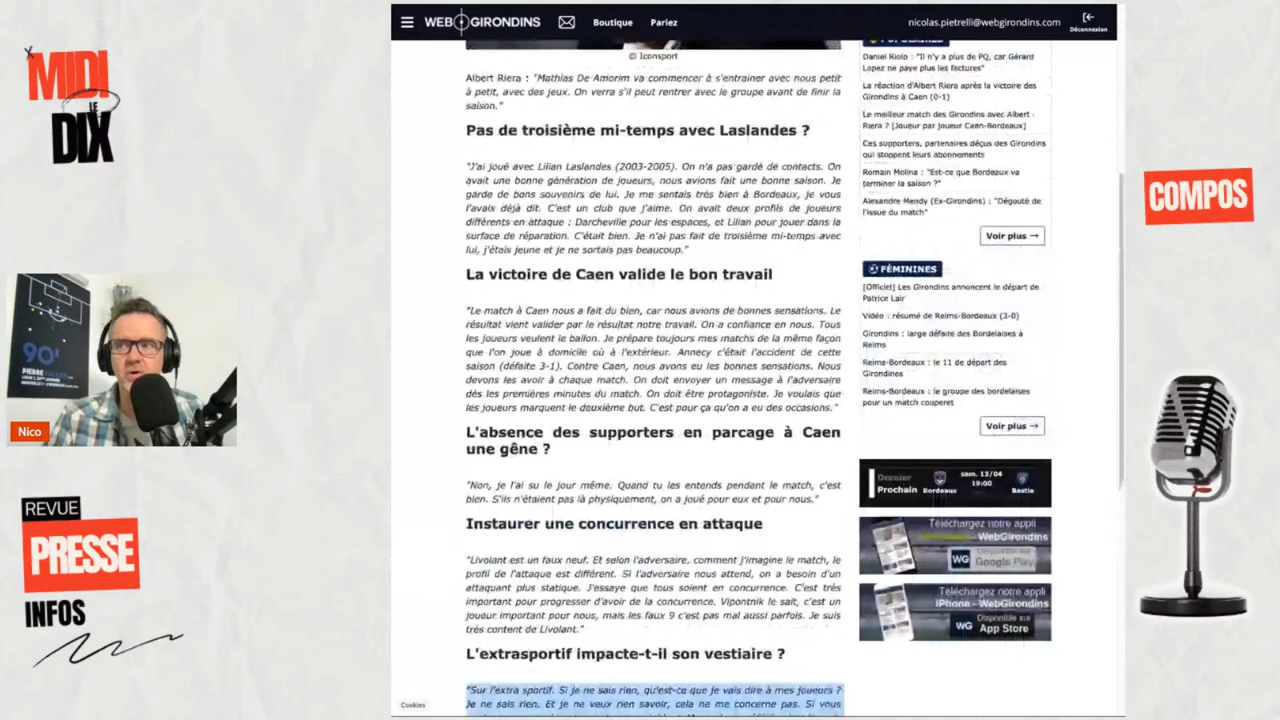 MIDI
LE
DIX
90'
PIERRE
Nico
REVUE
PRESSE
INFOS
WEB GIRONDINS
Boutique
Pariez
nicolas.pietrelli@webgirondins.com
Déconnexion
© Iconsport
Albert Riera : "Mathias De Amorim va commencer à s'entrainer avec nous petit
à petit, avec des jeux. On verra s'il peut rentrer avec le groupe avant de finir la
saison."
Pas de troisième mi-temps avec Laslandes ?
"J'ai joué avec Lilian Laslandes (2003-2005). On n'a pas gardé de contacts. On
avait une bonne génération de joueurs, nous avions fait une bonne saison. Je
garde de bons souvenirs de lui. Je me sentais très bien à Bordeaux, je vous
l'avais déjà dit. C'est un club que j'aime. On avait deux profils de joueurs
différents en attaque : Darcheville pour les espaces, et Lilian pour jouer dans la
surface de réparation. C'était bien. Je n'ai pas fait de troisième mi-temps avec
lui, j'étais jeune et je ne sortais pas beaucoup."
La victoire de Caen valide le bon travail
"Le match à Caen nous a fait du bien, car nous avions de bonnes sensations. Le
résultat vient valider par le résultat notre travail. On a confiance en nous. Tous
les joueurs veulent le ballon. Je prépare toujours mes matchs de la même façon
que l'on joue à domicile où à l'extérieur. Annecy c'était l'accident de cette
saison (défaite 3-1). Contre Caen, nous avons eu les bonnes sensations. Nous
devons les avoir à chaque match. On doit envoyer un message à l'adversaire
dès les premières minutes du match. On doit être protagoniste. Je voulais que
les joueurs marquent le deuxième but. C'est pour ça qu'on a eu des occasions."
L'absence des supporters en parcage à Caen
une gêne ?
"Non, je l'ai su le jour même. Quand tu les entends pendant le match, c'est
bien. S'ils n'étaient pas là physiquement, on a joué pour eux et pour nous."
Instaurer une concurrence en attaque
"Livolant est un faux neuf. Et selon l'adversaire, comment j'imagine le match, le
profil de l'attaque est différent. Si l'adversaire nous attend, on a besoin d'un
attaquant plus statique. J'essaye que tous soient en concurrence. C'est très
important pour progresser d'avoir de la concurrence. Vipontnik le sait, c'est un
joueur important pour nous, mais les faux 9 c'est pas mal aussi parfois. Je suis
très content de Livolant."
L'extrasportif impacte-t-il son vestiaire ?
"Sur l'extra sportif. Si je ne sais rien, qu'est-ce que je vais dire à mes joueurs ?
Je ne sais rien. Et je ne veux rien savoir, cela ne me concerne pas. Si vous
Cookies
POPULAIRES
Daniel Riolo : "Il n'y a plus de PQ, car Gérard
Lopez ne paye plus les factures"
La réaction d'Albert Riera après la victoire des
Girondins à Caen (0-1)
Le meilleur match des Girondins avec Albert
Riera ? [Joueur par joueur Caen-Bordeaux]
Ces supporters, partenaires déçus des Girondins
qui stoppent leurs abonnements
Romain Molina : "Est-ce que Bordeaux va
terminer la saison ?"
Alexandre Mendy (Ex-Girondins) : "Dégouté de
l'issue du match"
Voir plus →
FÉMININES
[Officiel] Les Girondins annoncent le départ de
Patrice Lair
Vidéo : résumé de Reims-Bordeaux (3-0)
Girondins : large défaite des Bordelaises à
Reims
Reims-Bordeaux : le 11 de départ des
Girondines
Reims-Bordeaux : le groupe des bordelaises
pour un match couperet
Voir plus →
Dernier
Prochain
Bordeaux
sam. 13/04
19:00
Bastia
Téléchargez notre appli
WebGirondins
WG
Disponible sur
Google Play
Téléchargez notre appli
iPhone - WebGirondins
WG
Disponible sur
App Store
COMPOS